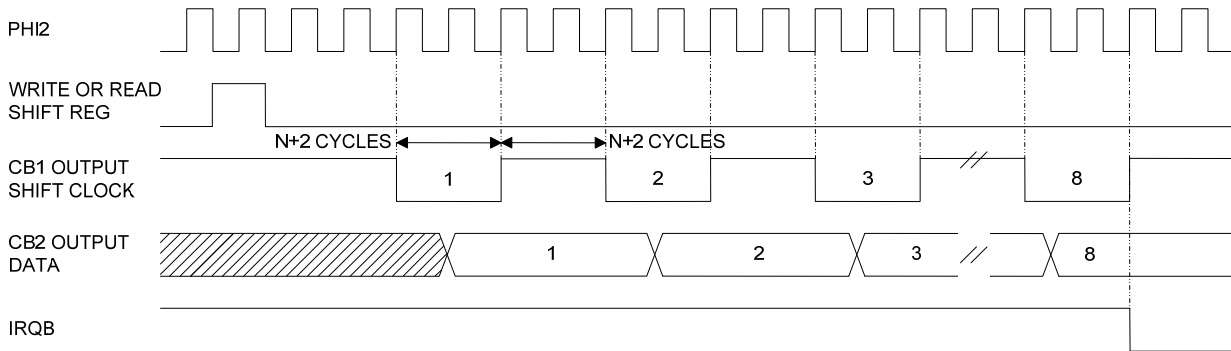 PHI2
WRITE OR READ
SHIFT REG
N+2 CYCLES
N+2 CYCLES
CB1 OUTPUT
SHIFT CLOCK
1
2
3
8
CB2 OUTPUT
DATA
1
2
3
8
IRQB